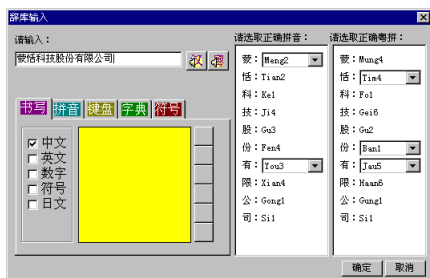 辞库输入
请输入：
蒙恬科技股份有限公司
书写 拼音 键盘 字典 符号
中文
英文
数字
符号
日文
请选取正确拼音：
蒙：Meng2
恬：Tian2
科：Ke1
技：Ji4
股：Gu3
份：Fen4
有：You3
限：Xian4
公：Gong1
司：Si1
请选取正确粤拼：
蒙：Mung4
恬：Tim4
科：Fo1
技：Gei6
股：Gu2
份：Ban1
有：Jau5
限：Haan6
公：Gung1
司：Si1
确定 取消